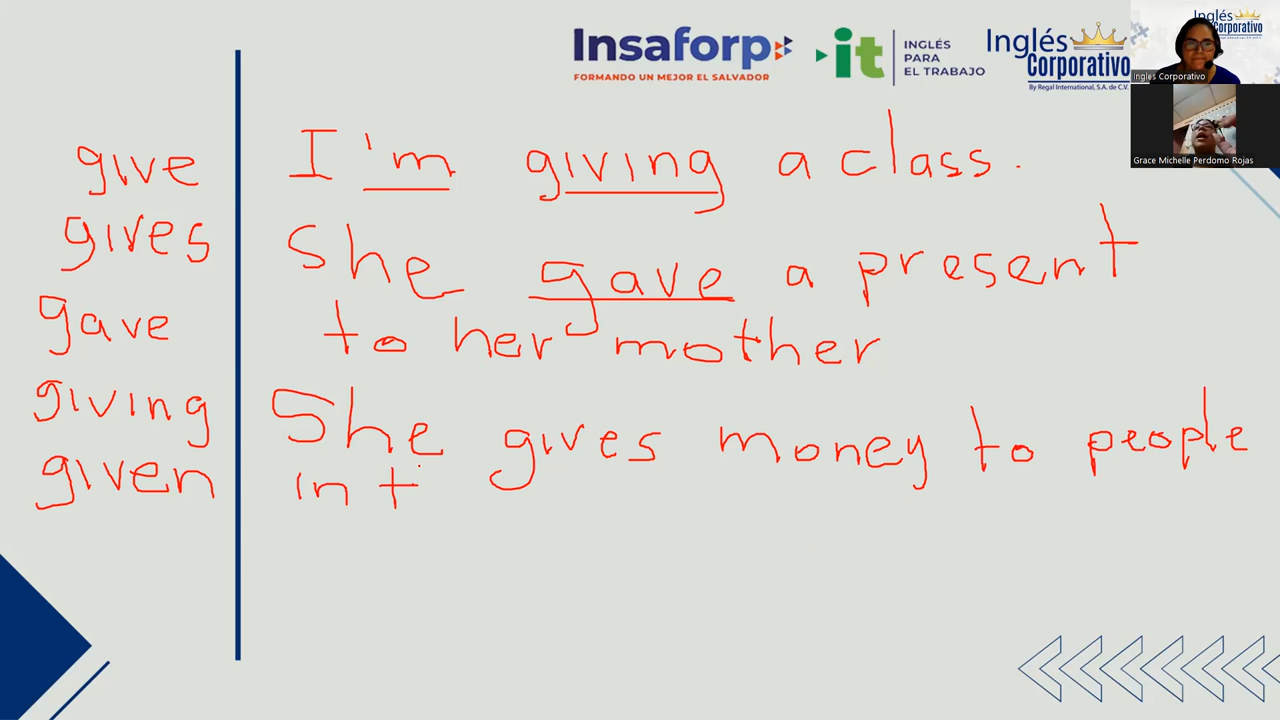 Insaforp
FORMANDO UN MEJOR EL SALVADOR
it
INGLÉS
PARA
EL TRABAJO
Inglés
Corporativo
By Regal International, S.A. de C.V.
Inglés
Corporativo
Ingles Corporativo
Grace Michelle Perdomo Rojas
give
gives
gave
giving
given
I'm giving a class.
She gave a present
to her mother
She gives money to people
in t